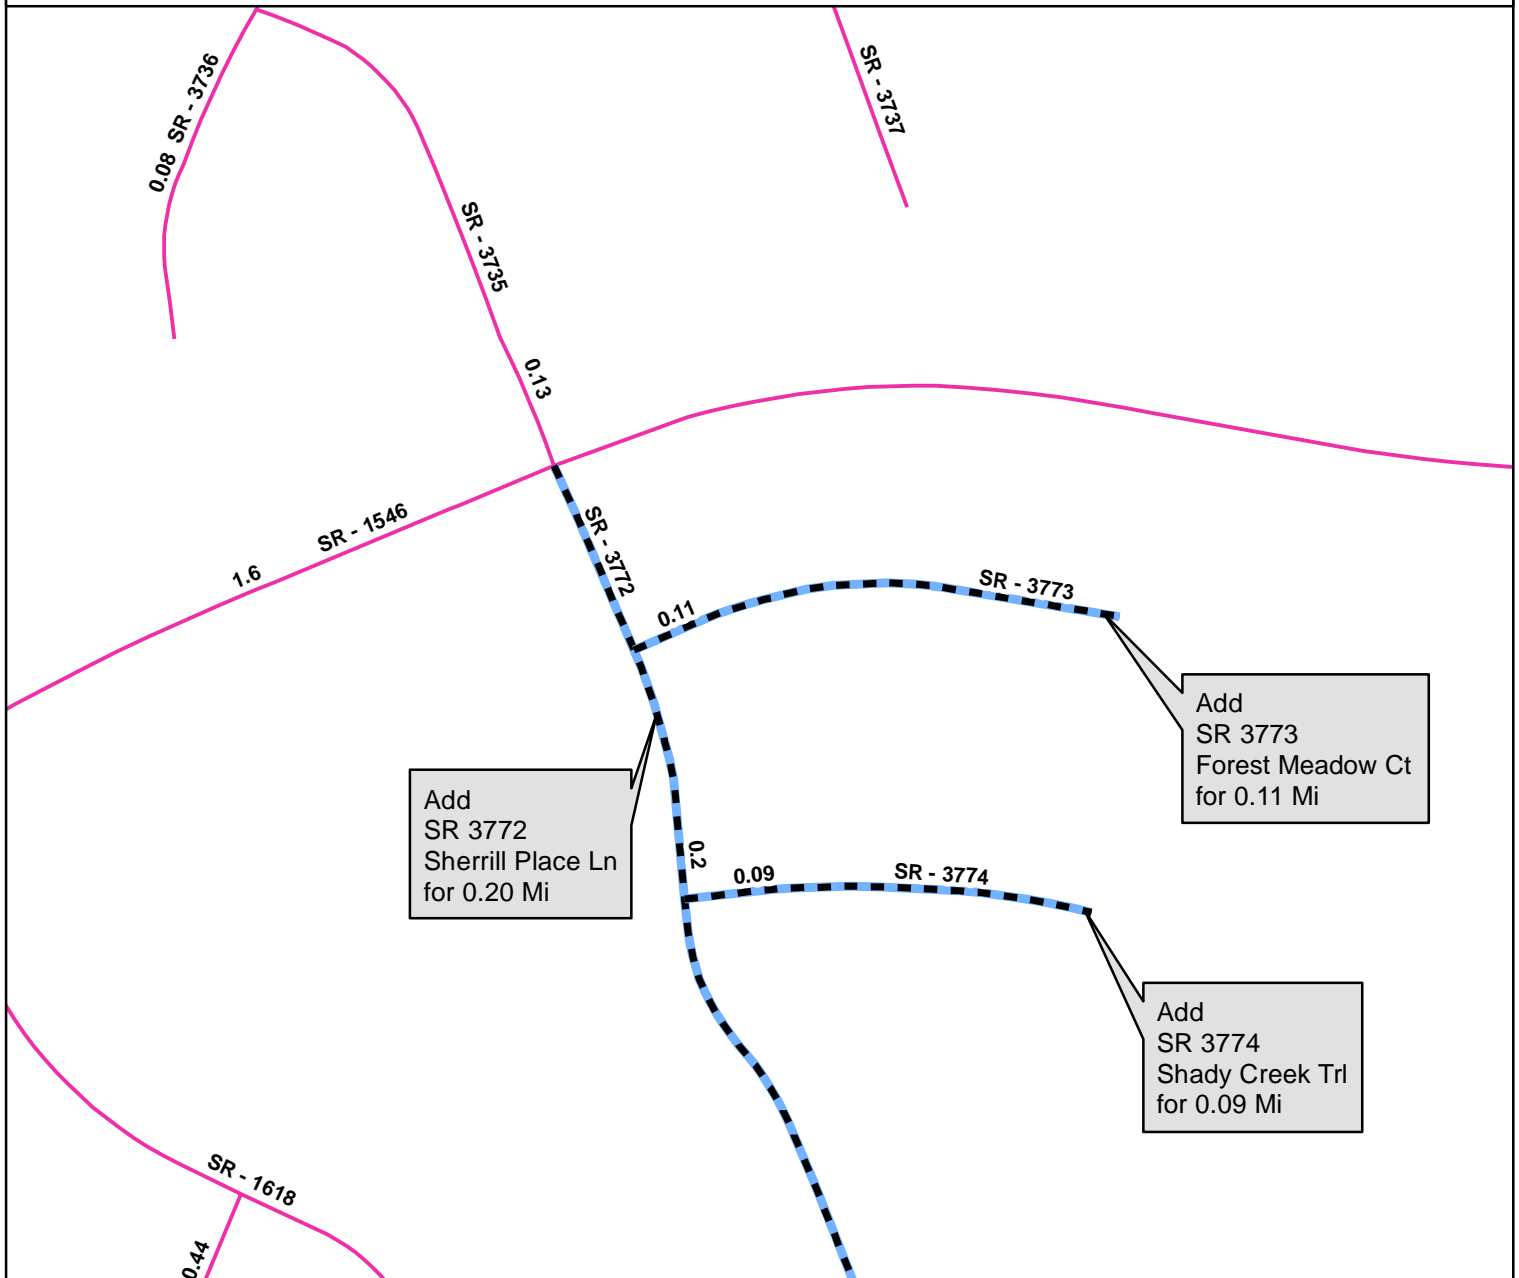 0.08 SR - 3736
SR - 3737
SR - 3735
0.13
SR - 1546
1.6
SR - 3772
0.11
SR - 3773
Add
SR 3773
Forest Meadow Ct
for 0.11 Mi
Add
SR 3772
Sherrill Place Ln
for 0.20 Mi
0.2
0.09
SR - 3774
Add
SR 3774
Shady Creek Trl
for 0.09 Mi
SR - 1618
0.44